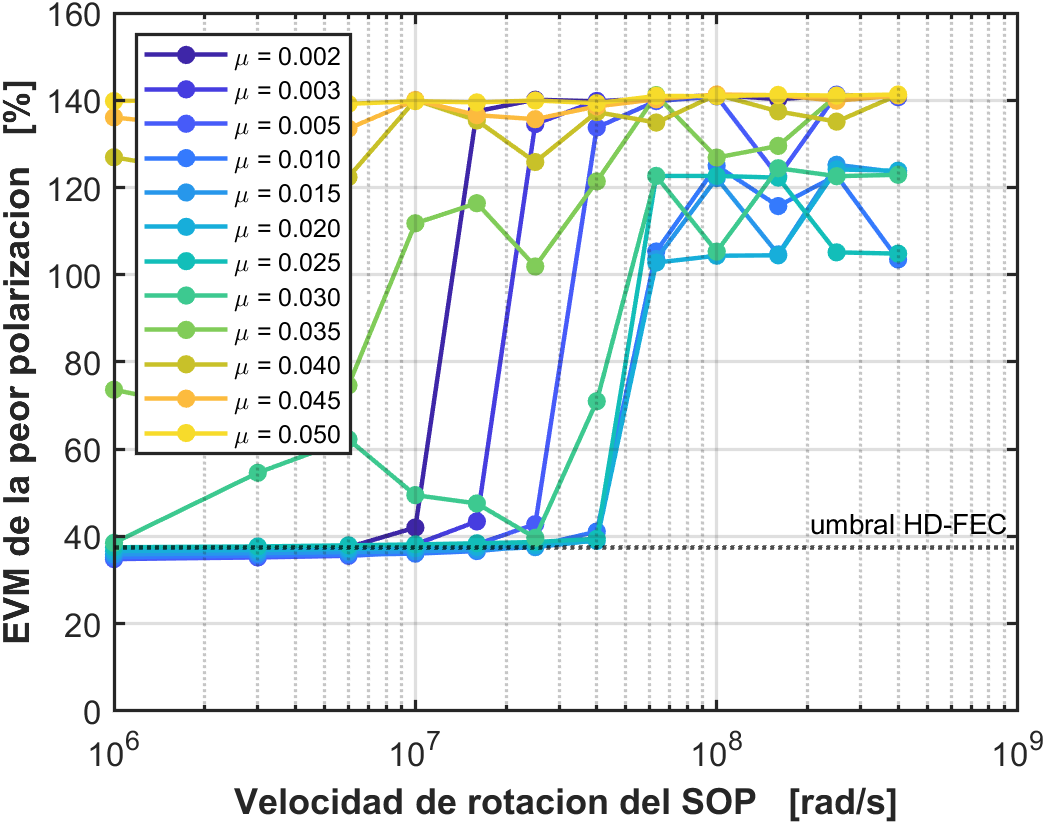 160
140
120
100
80
60
40
20
0
EVM de la peor polarizacion [%]
μ = 0.002
μ = 0.003
μ = 0.005
μ = 0.010
μ = 0.015
μ = 0.020
μ = 0.025
μ = 0.030
μ = 0.035
μ = 0.040
μ = 0.045
μ = 0.050
umbral HD-FEC
10^6
10^7
10^8
10^9
Velocidad de rotacion del SOP [rad/s]